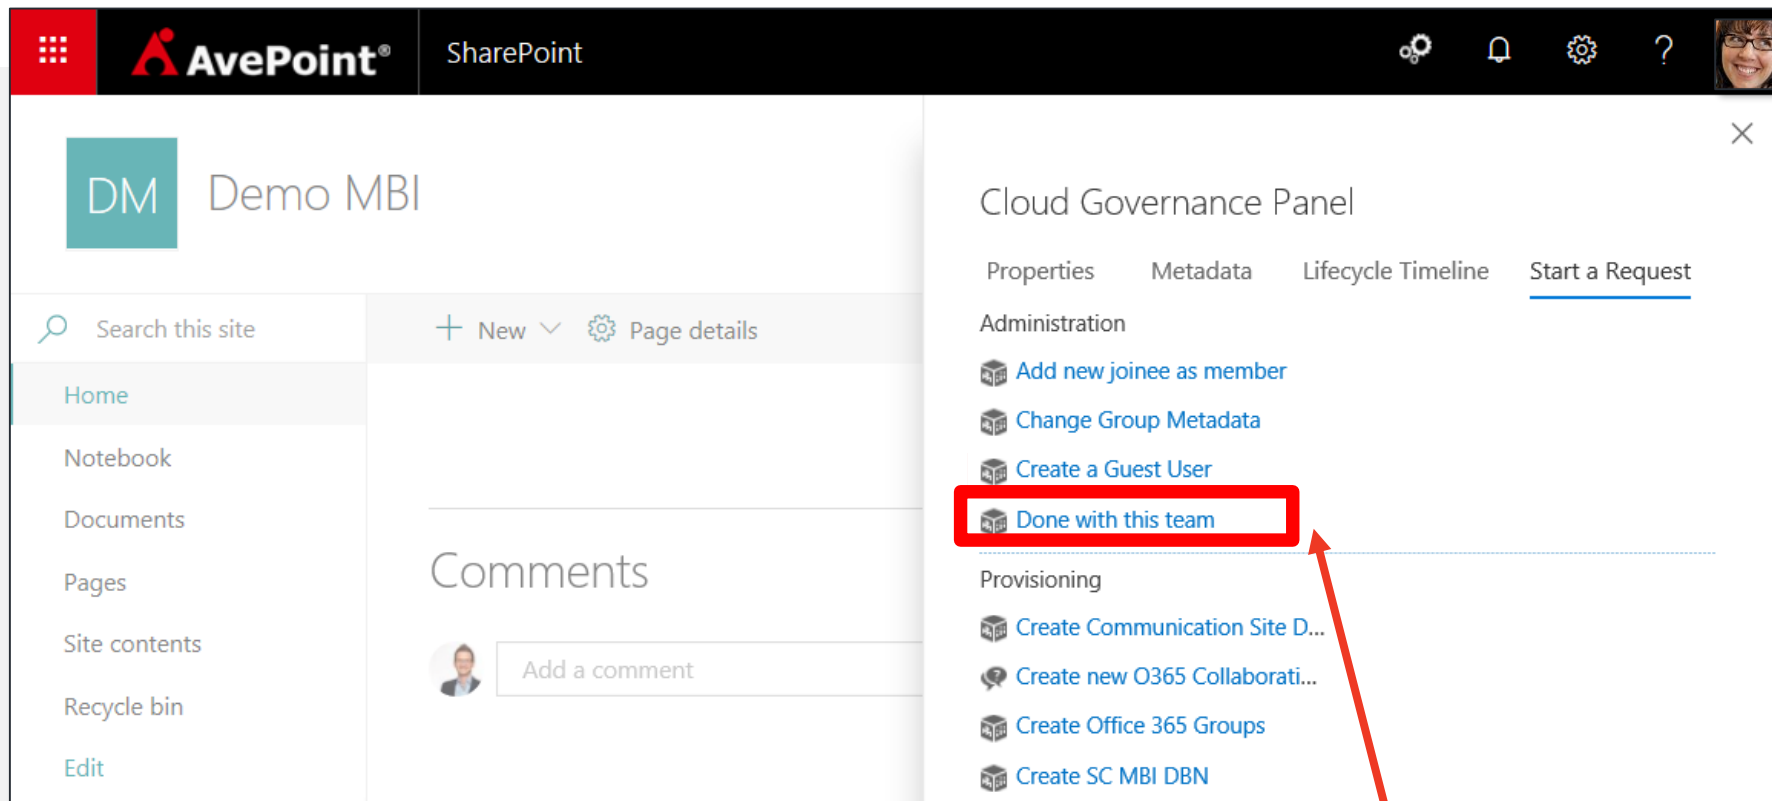 AvePoint®
SharePoint
DM
Demo MBI
Search this site
Home
Notebook
Documents
Pages
Site contents
Recycle bin
Edit
New
Page details
Comments
Add a comment
Cloud Governance Panel
Properties Metadata Lifecycle Timeline Start a Request
Administration
Add new joinee as member
Change Group Metadata
Create a Guest User
Done with this team
Provisioning
Create Communication Site D...
Create new O365 Collaborati...
Create Office 365 Groups
Create SC MBI DBN